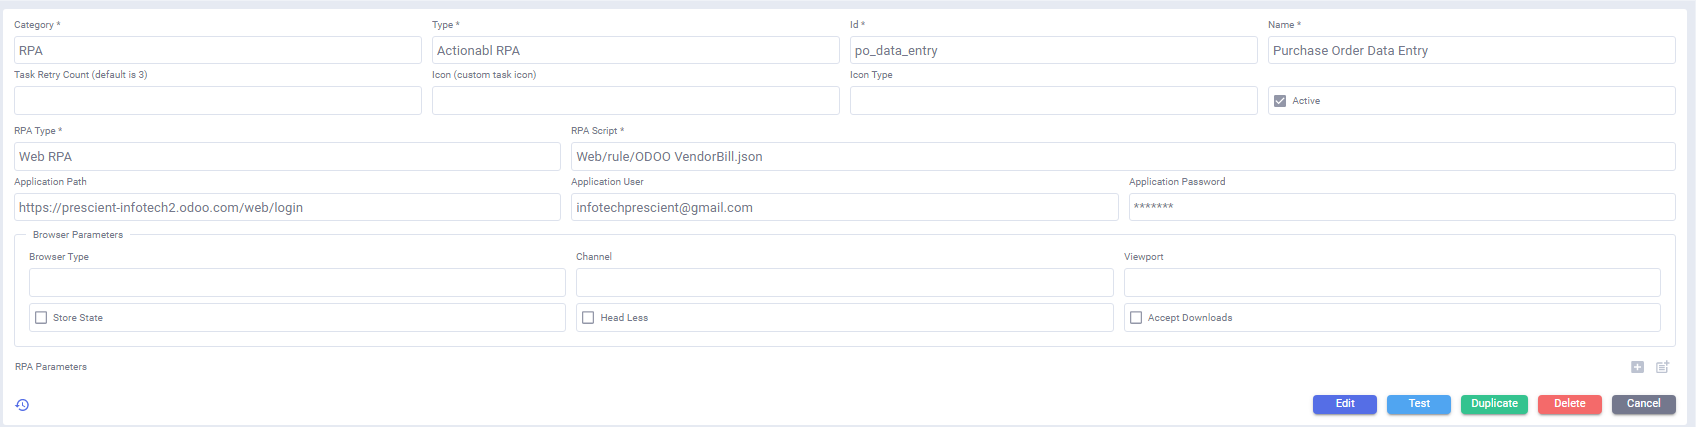 Category * Type * Id * Name *
RPA Actionabl RPA po_data_entry Purchase Order Data Entry
Task Retry Count (default is 3) Icon (custom task icon) Icon Type
Active
RPA Type * RPA Script *
Web RPA Web/rule/ODOO VendorBill.json
Application Path Application User Application Password
https://prescient-infotech2.odoo.com/web/login infotechprescient@gmail.com *******
Browser Parameters
Browser Type Channel Viewport
Store State Head Less Accept Downloads
RPA Parameters
Edit Test Duplicate Delete Cancel